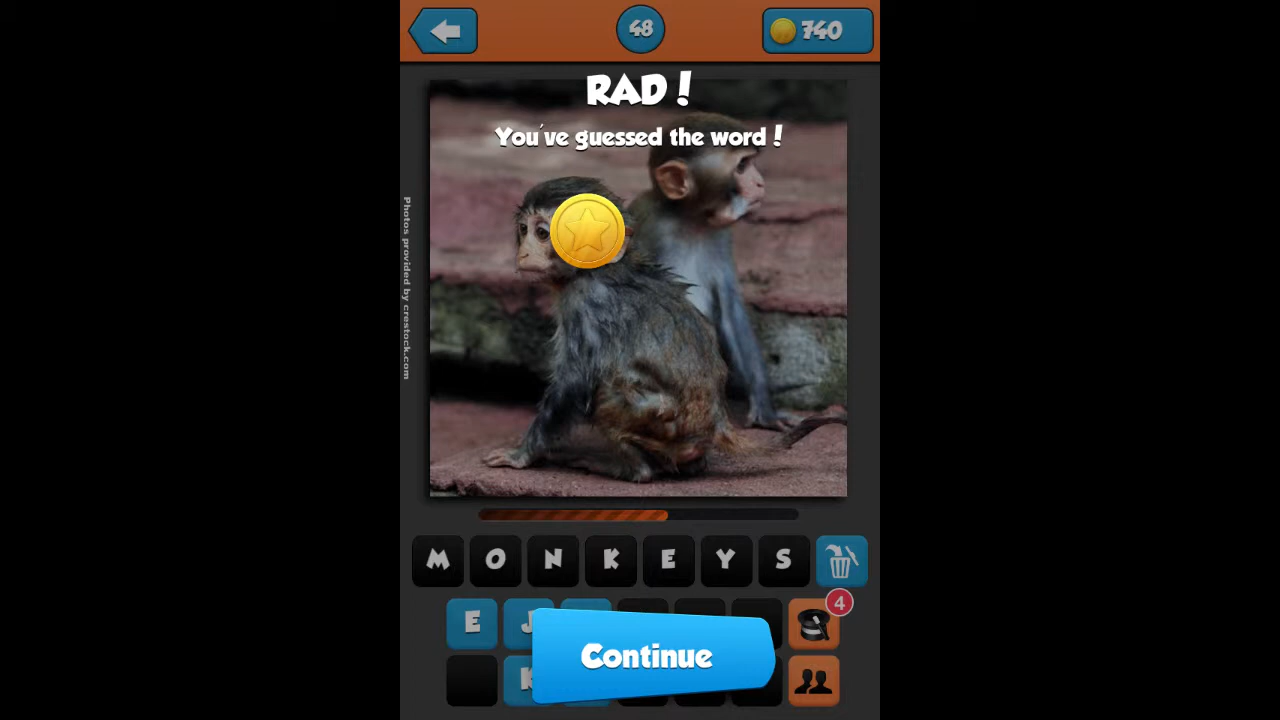 48
740
RAD!
You've guessed the word!
Photos provided by crestock.com
M O N K E Y S
4
E J
Continue